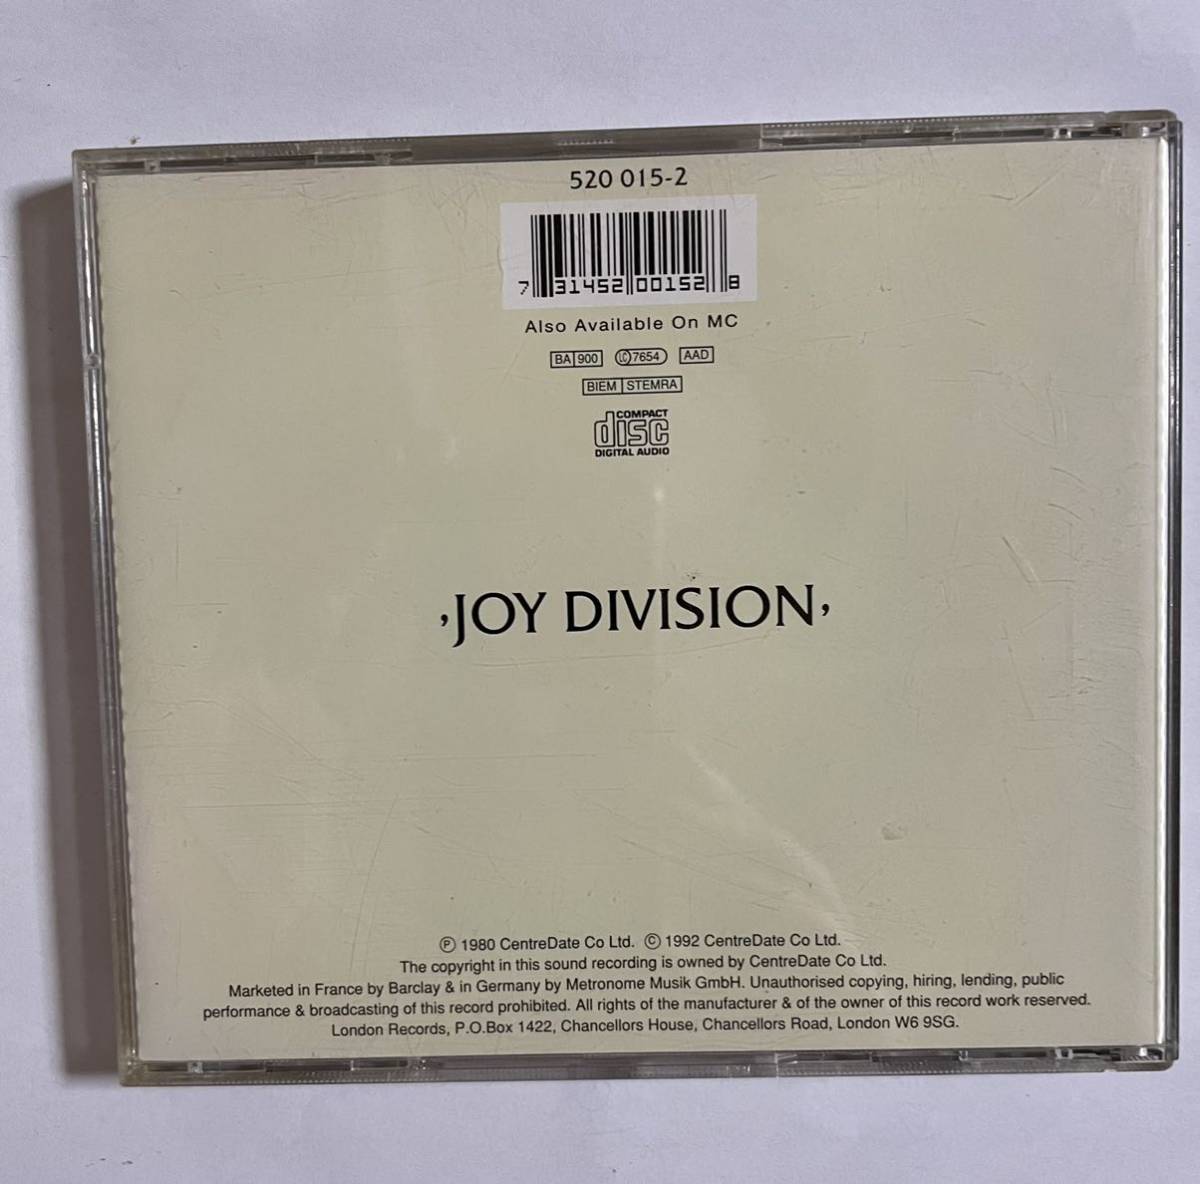 520 015-2
7 31452 00152 8
Also Available On MC
BA 900 LC 7654 AAD
BIEM STEMRA
COMPACT
disc
DIGITAL AUDIO
,JOY DIVISION,
℗ 1980 CentreDate Co Ltd. © 1992 CentreDate Co Ltd.
The copyright in this sound recording is owned by CentreDate Co Ltd.
Marketed in France by Barclay & in Germany by Metronome Musik GmbH. Unauthorised copying, hiring, lending, public
performance & broadcasting of this record prohibited. All rights of the manufacturer & of the owner of this record work reserved.
London Records, P.O.Box 1422, Chancellors House, Chancellors Road, London W6 9SG.